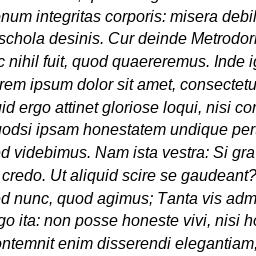 num integritas corporis: misera debil
schola desinis. Cur deinde Metrodor
c nihil fuit, quod quaereremus. Inde ig
rem ipsum dolor sit amet, consectetu
uid ergo attinet gloriose loqui, nisi con
uodsi ipsam honestatem undique per
ed videbimus. Nam ista vestra: Si gra
credo. Ut aliquid scire se gaudeant?
ed nunc, quod agimus; Tanta vis adm
go ita: non posse honeste vivi, nisi ho
ontemnit enim disserendi elegantiam,